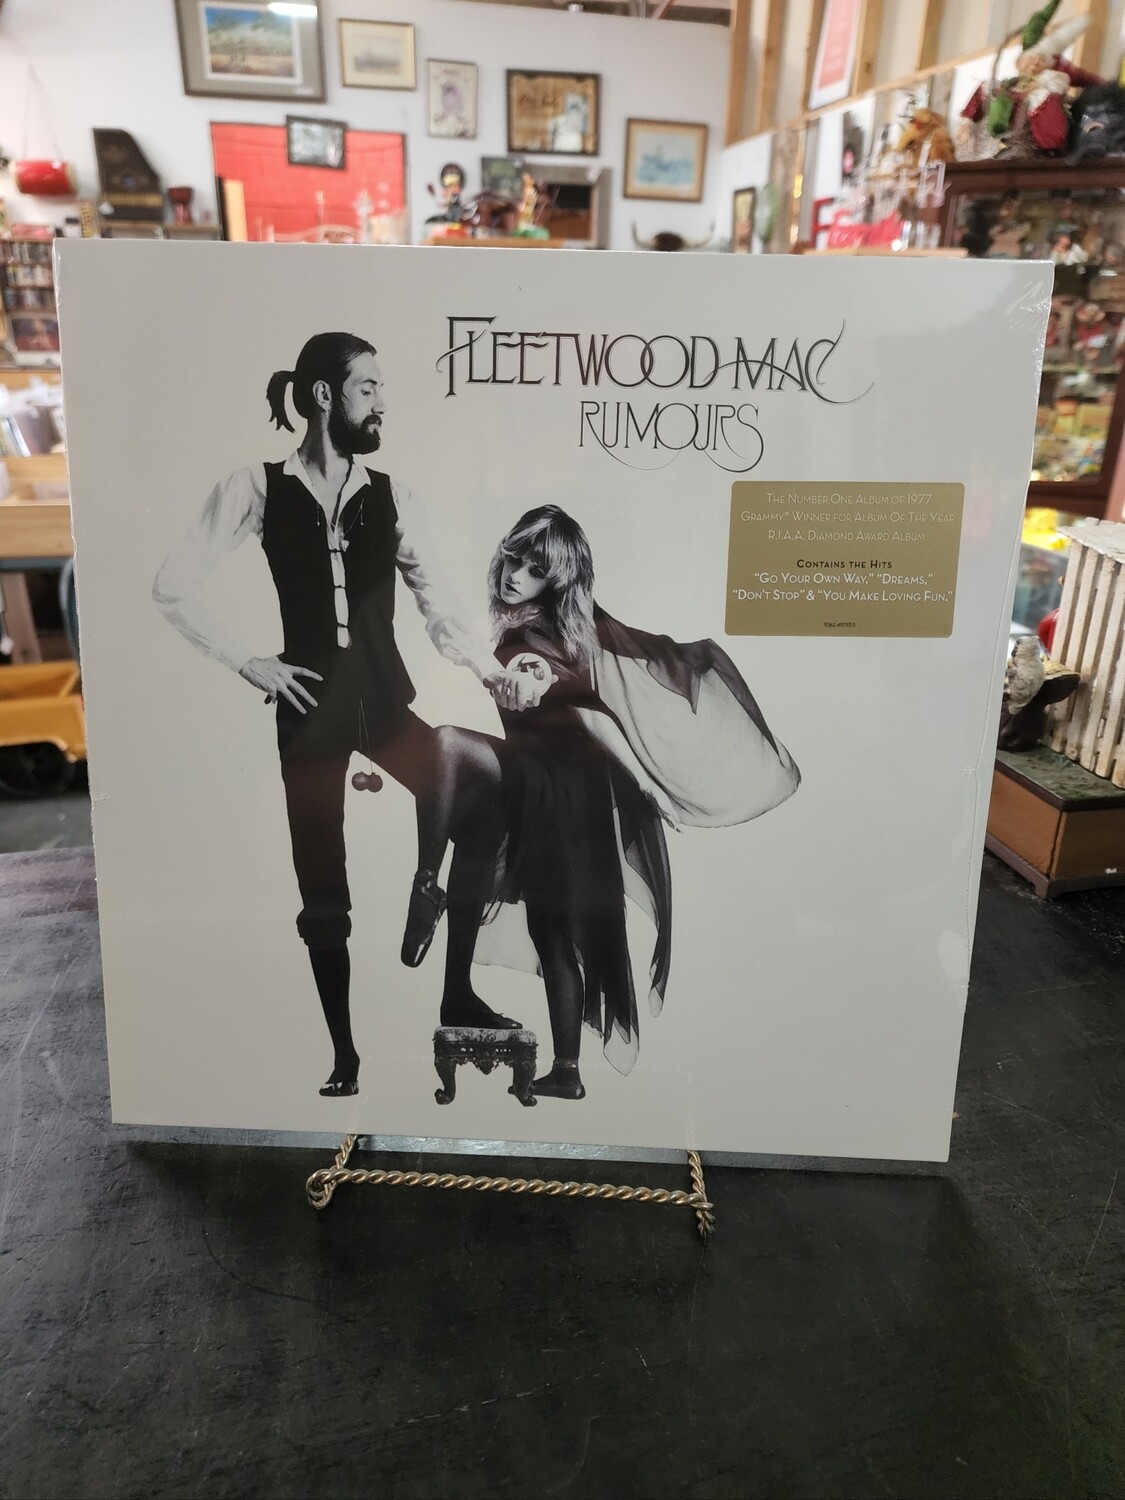 FLEETWOOD MAC
RUMOURS
THE NUMBER ONE ALBUM OF 1977
GRAMMY® WINNER FOR ALBUM OF THE YEAR
R.I.A.A. DIAMOND AWARD ALBUM
CONTAINS THE HITS
"GO YOUR OWN WAY," "DREAMS,"
"DON'T STOP" & "YOU MAKE LOVING FUN."